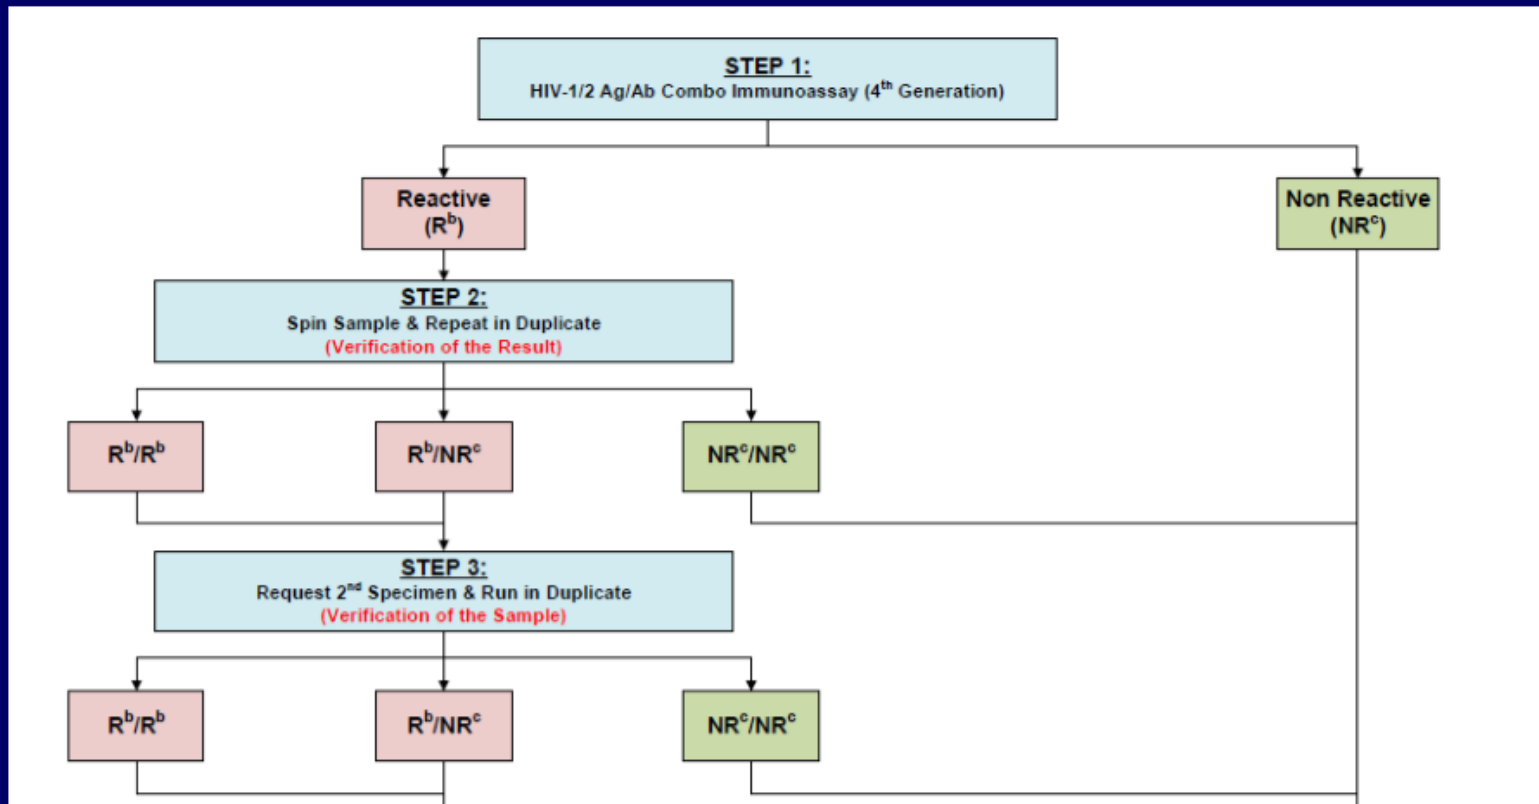 STEP 1:
HIV-1/2 Ag/Ab Combo Immunoassay (4th Generation)
Reactive
(Rb)
Non Reactive
(NRc)
STEP 2:
Spin Sample & Repeat in Duplicate
(Verification of the Result)
Rb/Rb
Rb/NRc
NRc/NRc
STEP 3:
Request 2nd Specimen & Run in Duplicate
(Verification of the Sample)
Rb/Rb
Rb/NRc
NRc/NRc